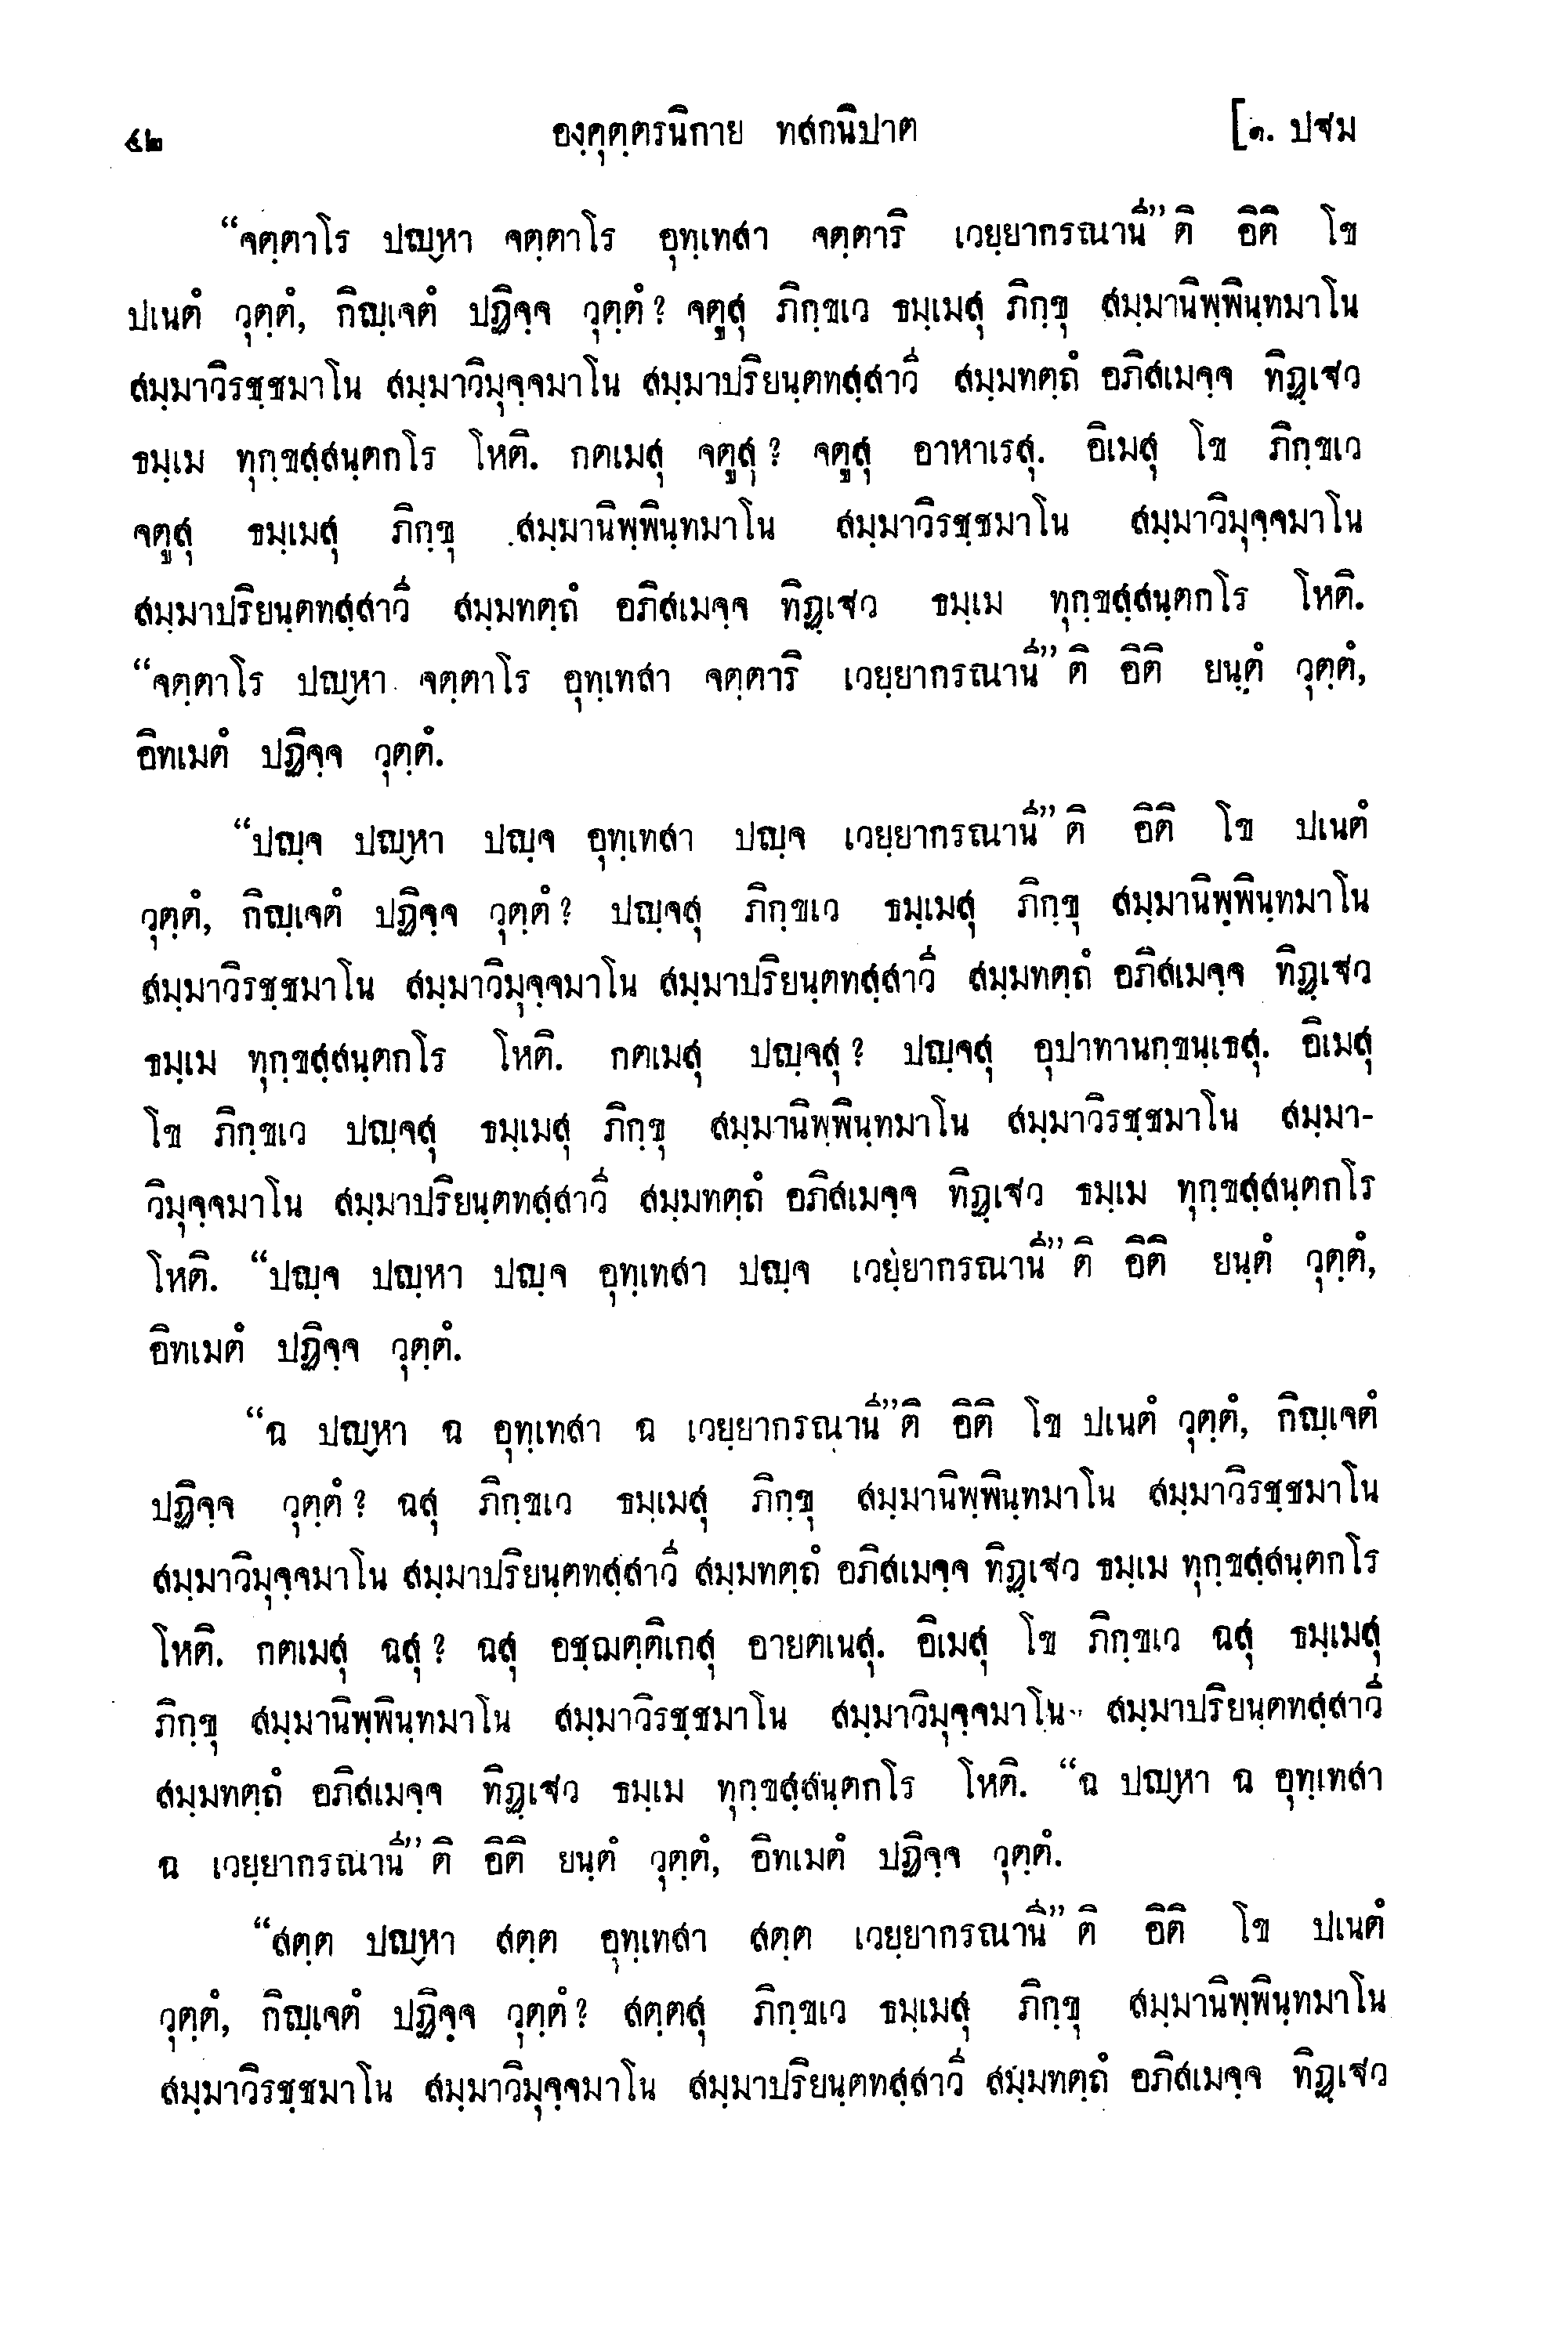 ๕๒ องฺคุตฺตรนิกาย ทสกนิปาต [๑. ปฐม
“จตฺตาโร ปญฺหา จตฺตาโร อุทฺเทสา จตฺตาริ เวยฺยากรณานี”ติ อิติ โข
ปเนตํ วุตฺตํ, กิญฺเจตํ ปฏิจฺจ วุตฺตํ? จตูสุ ภิกฺขเว ธมฺเมสุ ภิกฺขุ สมฺมานิพฺพินฺทมาโน
สมฺมาวิรชฺชมาโน สมฺมาวิมุจฺจมาโน สมฺมาปริยนฺตทสฺสาวี สมฺมทตฺถํ อภิสเมจฺจ ทิฏฺเฐว
ธมฺเม ทุกฺขสฺสนฺตกโร โหติ. กตเมสุ จตูสุ? จตูสุ อาหาเรสุ. อิเมสุ โข ภิกฺขเว
จตูสุ ธมฺเมสุ ภิกฺขุ สมฺมานิพฺพินฺทมาโน สมฺมาวิรชฺชมาโน สมฺมาวิมุจฺจมาโน
สมฺมาปริยนฺตทสฺสาวี สมฺมทตฺถํ อภิสเมจฺจ ทิฏฺเฐว ธมฺเม ทุกฺขสฺสนฺตกโร โหติ.
“จตฺตาโร ปญฺหา จตฺตาโร อุทฺเทสา จตฺตาริ เวยฺยากรณานี”ติ อิติ ยนฺตํ วุตฺตํ,
อิทเมตํ ปฏิจฺจ วุตฺตํ.
“ปญฺจ ปญฺหา ปญฺจ อุทฺเทสา ปญฺจ เวยฺยากรณานี”ติ อิติ โข ปเนตํ
วุตฺตํ, กิญฺเจตํ ปฏิจฺจ วุตฺตํ? ปญฺจสุ ภิกฺขเว ธมฺเมสุ ภิกฺขุ สมฺมานิพฺพินฺทมาโน
สมฺมาวิรชฺชมาโน สมฺมาวิมุจฺจมาโน สมฺมาปริยนฺตทสฺสาวี สมฺมทตฺถํ อภิสเมจฺจ ทิฏฺเฐว
ธมฺเม ทุกฺขสฺสนฺตกโร โหติ. กตเมสุ ปญฺจสุ? ปญฺจสุ อุปาทานกฺขนฺเธสุ. อิเมสุ
โข ภิกฺขเว ปญฺจสุ ธมฺเมสุ ภิกฺขุ สมฺมานิพฺพินฺทมาโน สมฺมาวิรชฺชมาโน สมฺมา-
วิมุจฺจมาโน สมฺมาปริยนฺตทสฺสาวี สมฺมทตฺถํ อภิสเมจฺจ ทิฏฺเฐว ธมฺเม ทุกฺขสฺสนฺตกโร
โหติ. “ปญฺจ ปญฺหา ปญฺจ อุทฺเทสา ปญฺจ เวยฺยากรณานี”ติ อิติ ยนฺตํ วุตฺตํ,
อิทเมตํ ปฏิจฺจ วุตฺตํ.
“ฉ ปญฺหา ฉ อุทฺเทสา ฉ เวยฺยากรณานี”ติ อิติ โข ปเนตํ วุตฺตํ, กิญฺเจตํ
ปฏิจฺจ วุตฺตํ? ฉสุ ภิกฺขเว ธมฺเมสุ ภิกฺขุ สมฺมานิพฺพินฺทมาโน สมฺมาวิรชฺชมาโน
สมฺมาวิมุจฺจมาโน สมฺมาปริยนฺตทสฺสาวี สมฺมทตฺถํ อภิสเมจฺจ ทิฏฺเฐว ธมฺเม ทุกฺขสฺสนฺตกโร
โหติ. กตเมสุ ฉสุ? ฉสุ อชฺฌตฺติเกสุ อายตเนสุ. อิเมสุ โข ภิกฺขเว ฉสุ ธมฺเมสุ
ภิกฺขุ สมฺมานิพฺพินฺทมาโน สมฺมาวิรชฺชมาโน สมฺมาวิมุจฺจมาโน สมฺมาปริยนฺตทสฺสาวี
สมฺมทตฺถํ อภิสเมจฺจ ทิฏฺเฐว ธมฺเม ทุกฺขสฺสนฺตกโร โหติ. “ฉ ปญฺหา ฉ อุทฺเทสา
ฉ เวยฺยากรณานี”ติ อิติ ยนฺตํ วุตฺตํ, อิทเมตํ ปฏิจฺจ วุตฺตํ.
“สตฺต ปญฺหา สตฺต อุทฺเทสา สตฺต เวยฺยากรณานี”ติ อิติ โข ปเนตํ
วุตฺตํ, กิญฺเจตํ ปฏิจฺจ วุตฺตํ? สตฺตสุ ภิกฺขเว ธมฺเมสุ ภิกฺขุ สมฺมานิพฺพินฺทมาโน
สมฺมาวิรชฺชมาโน สมฺมาวิมุจฺจมาโน สมฺมาปริยนฺตทสฺสาวี สมฺมทตฺถํ อภิสเมจฺจ ทิฏฺเฐว